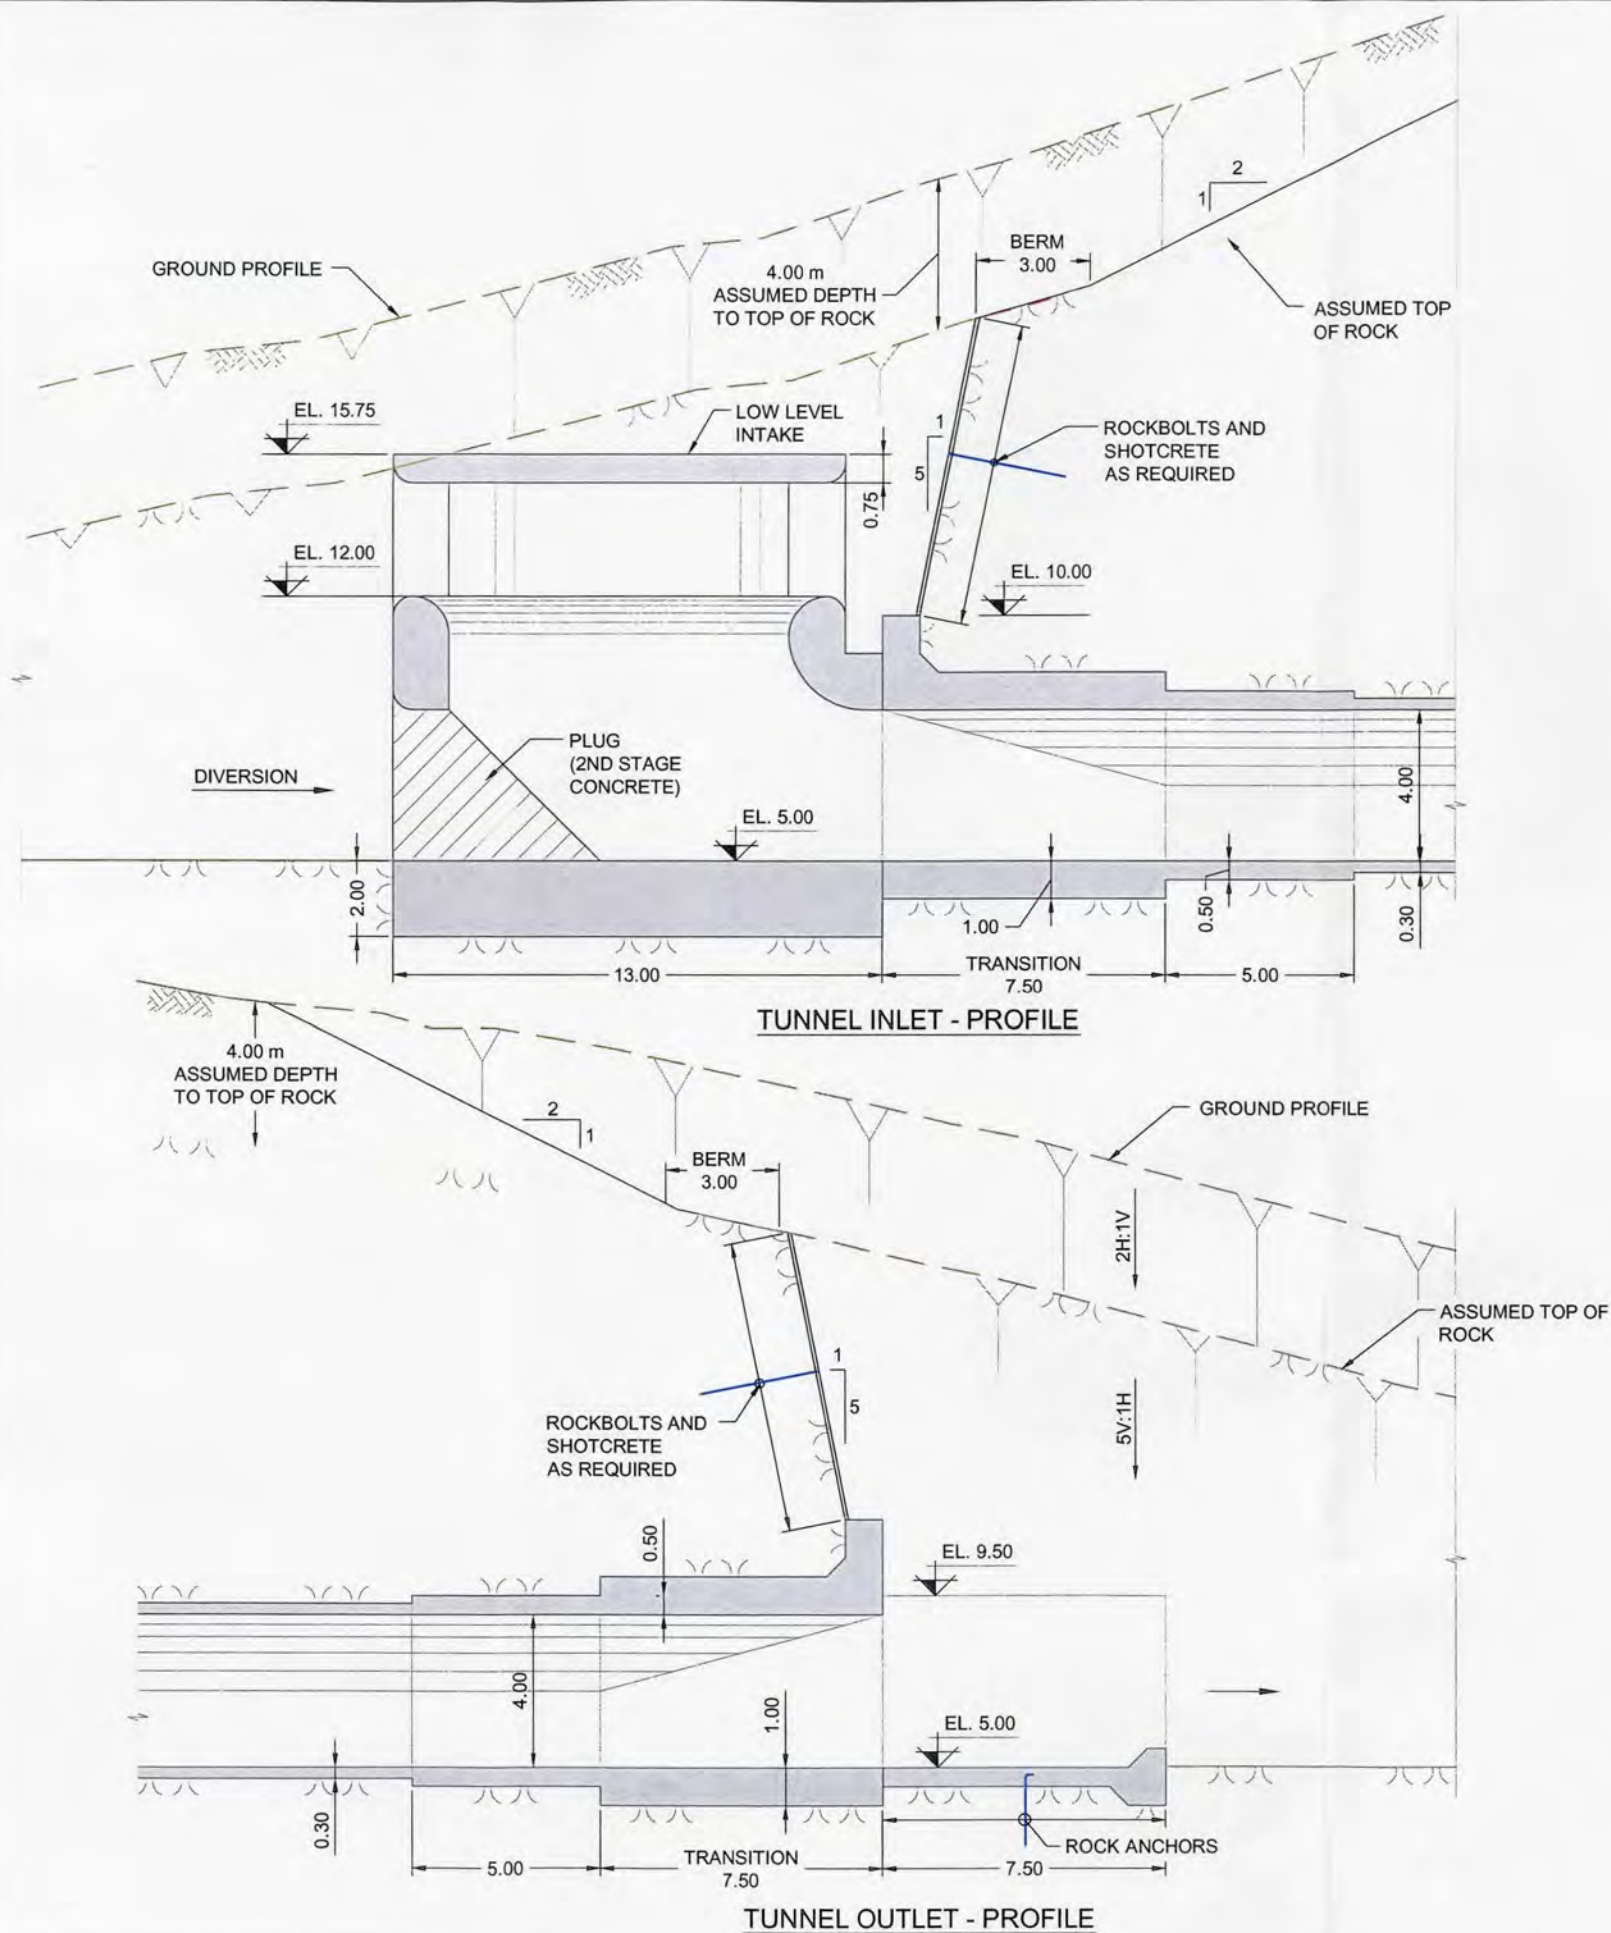 2
1
BERM
3.00
GROUND PROFILE
4.00 m
ASSUMED DEPTH
TO TOP OF ROCK
ASSUMED TOP
OF ROCK
EL. 15.75
LOW LEVEL
INTAKE
1
5
ROCKBOLTS AND
SHOTCRETE
AS REQUIRED
0.75
EL. 12.00
EL. 10.00
PLUG
(2ND STAGE
CONCRETE)
DIVERSION
4.00
EL. 5.00
2.00
1.00
0.50
0.30
13.00
TRANSITION
7.50
5.00
TUNNEL INLET - PROFILE
4.00 m
ASSUMED DEPTH
TO TOP OF ROCK
2
1
GROUND PROFILE
BERM
3.00
2H:1V
ASSUMED TOP OF
ROCK
1
5
5V:1H
ROCKBOLTS AND
SHOTCRETE
AS REQUIRED
0.50
EL. 9.50
4.00
1.00
EL. 5.00
0.30
ROCK ANCHORS
5.00
TRANSITION
7.50
7.50
TUNNEL OUTLET - PROFILE